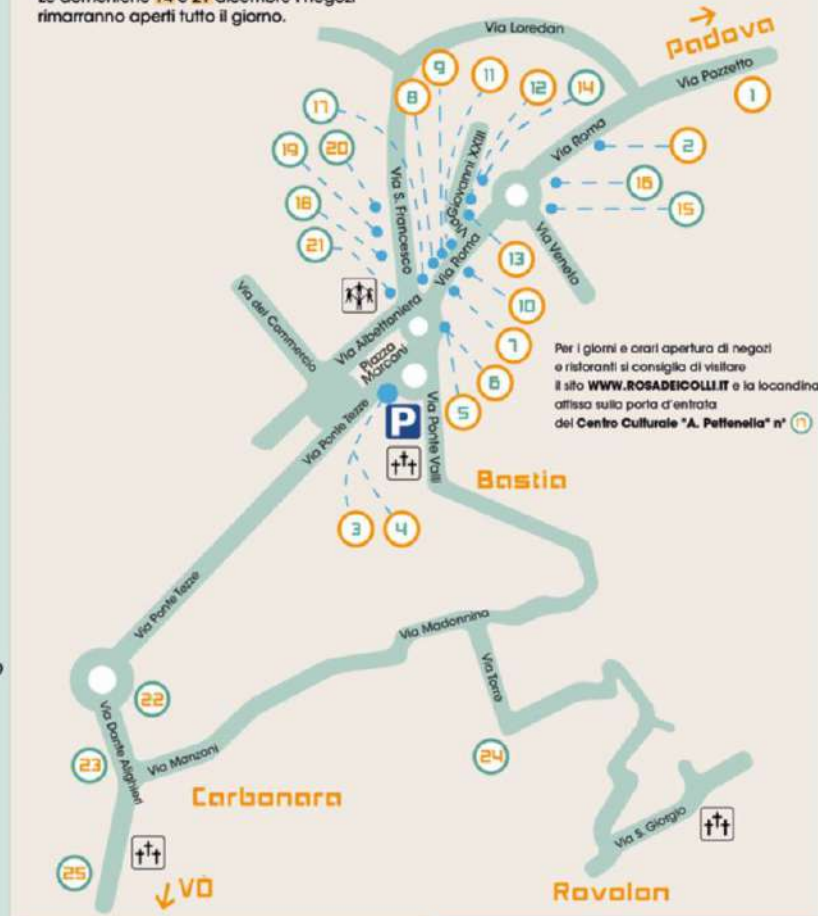 rimarranno aperti tutto il giorno.
Via Loredan
Padova
Via Pozzetto
1
9
11
8
12
14
17
Via Roma
2
19
20
Via Giovanni XXIII
16
18
Via S. Francesco
15
21
Via Roma
Via Veneto
13
Via del Commercio
10
Via Albettoniera
Piazza
Marconi
7
6
5
Per i giorni e orari apertura di negozi
e ristoranti si consiglia di visitare
il sito WWW.ROSADEICOLLI.IT e la locandina
affissa sulla porta d'entrata
del Centro Culturale "A. Pettenella" n° 17
P
Via Ponte Tezze
Via Ponte Valli
Bastia
3
4
Via Ponte Tezze
Via Madonnina
Via Torre
22
Via Dante Alighieri
23
Via Manzoni
24
Carbonara
Via S. Giorgio
25
VÒ
Rovolon